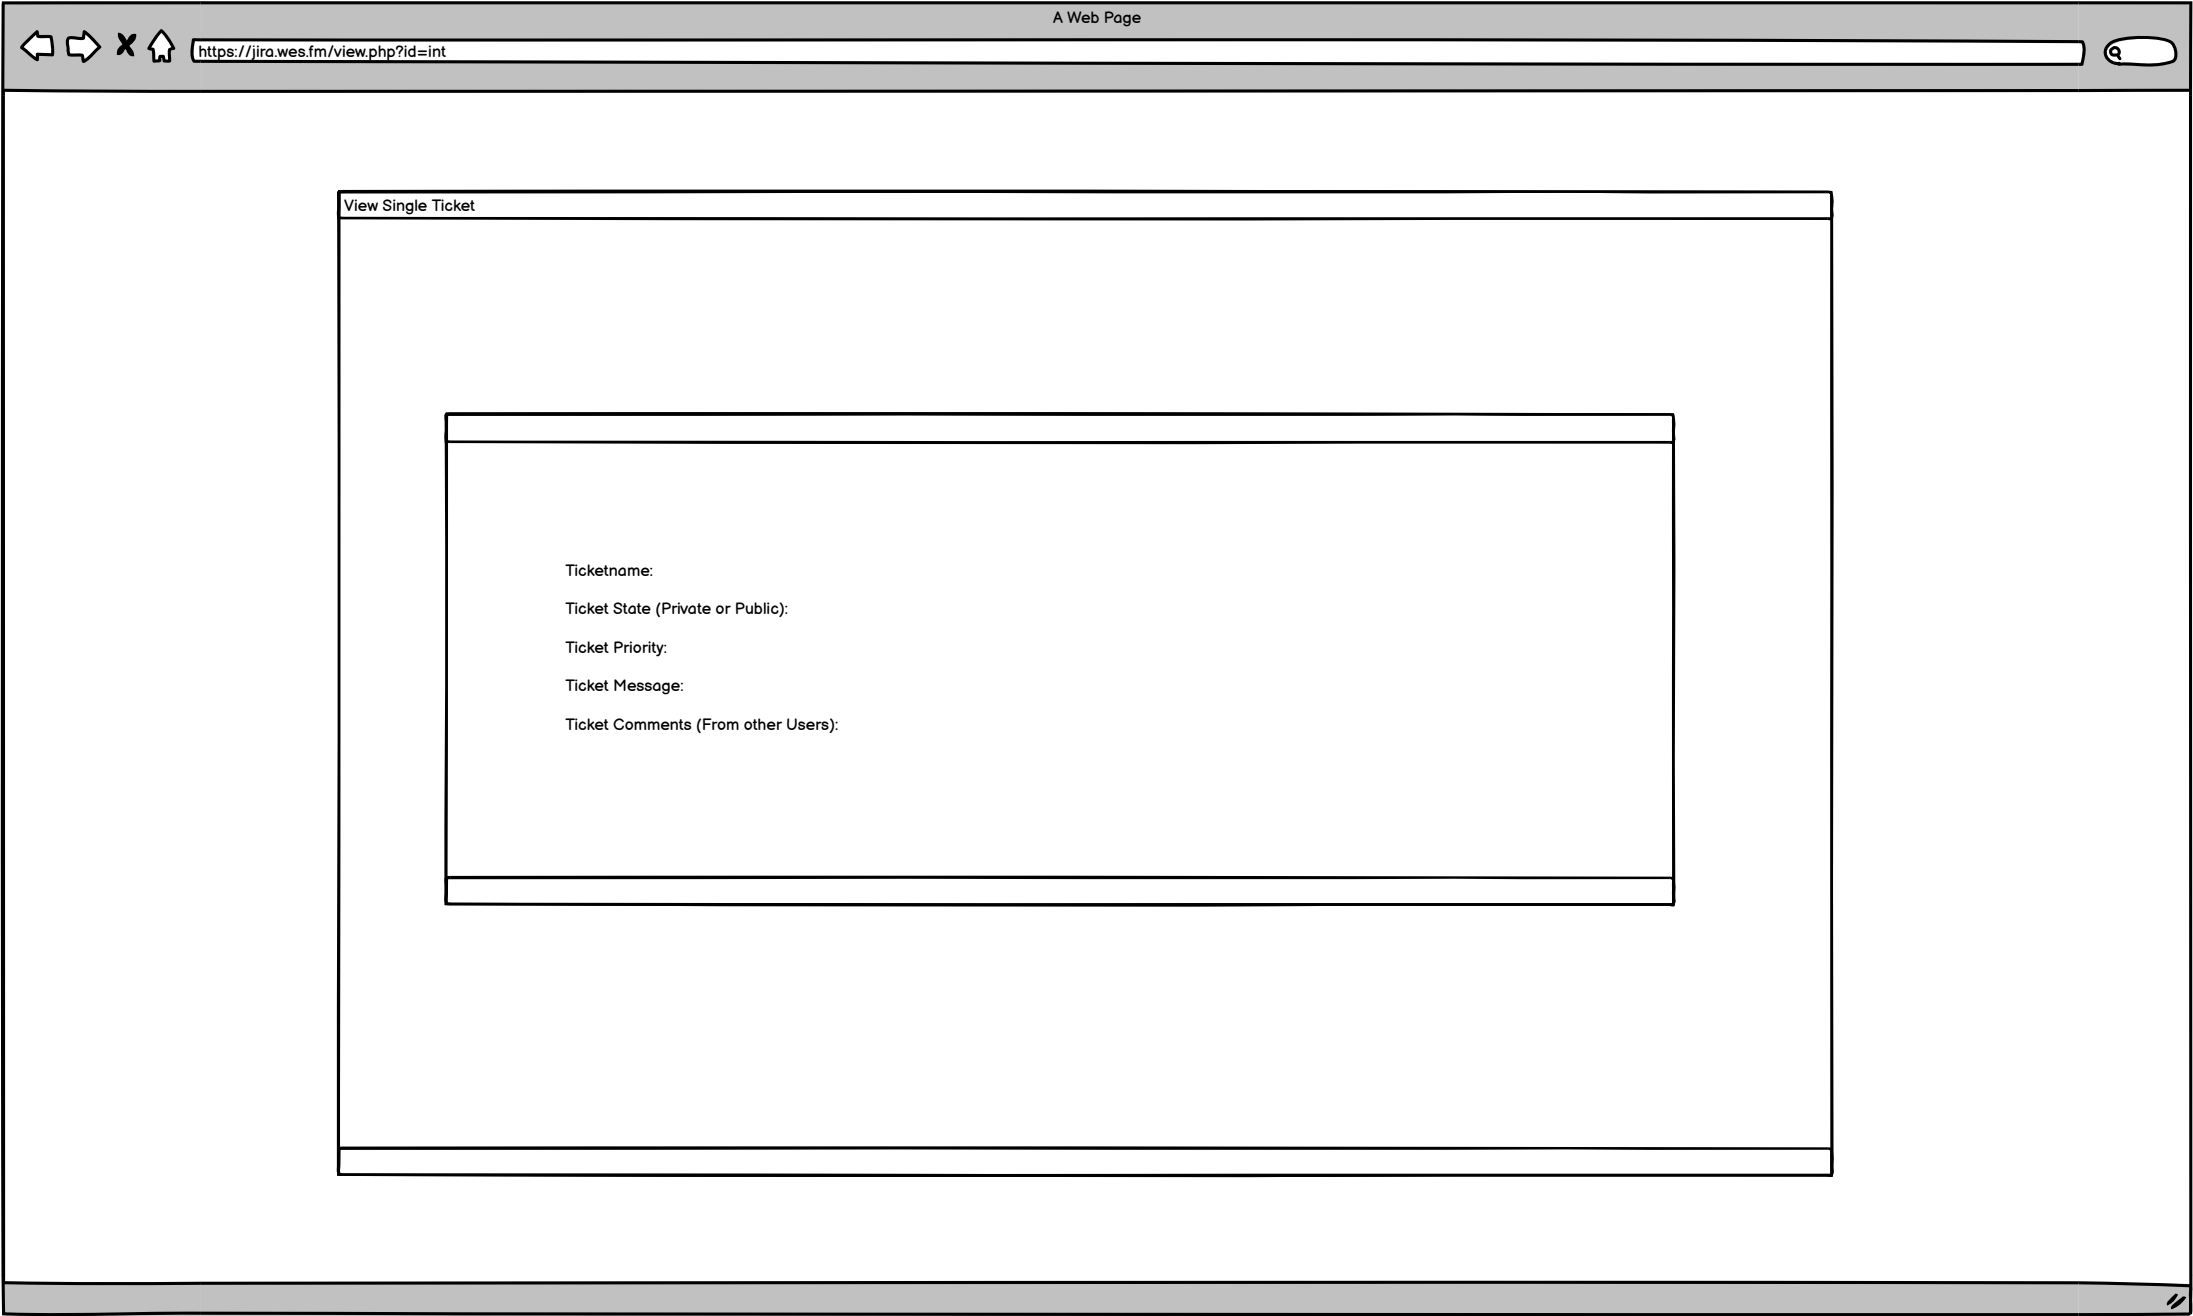 A Web Page
https://jira.wes.fm/view.php?id=int
View Single Ticket
Ticketname:
Ticket State (Private or Public):
Ticket Priority:
Ticket Message:
Ticket Comments (From other Users):